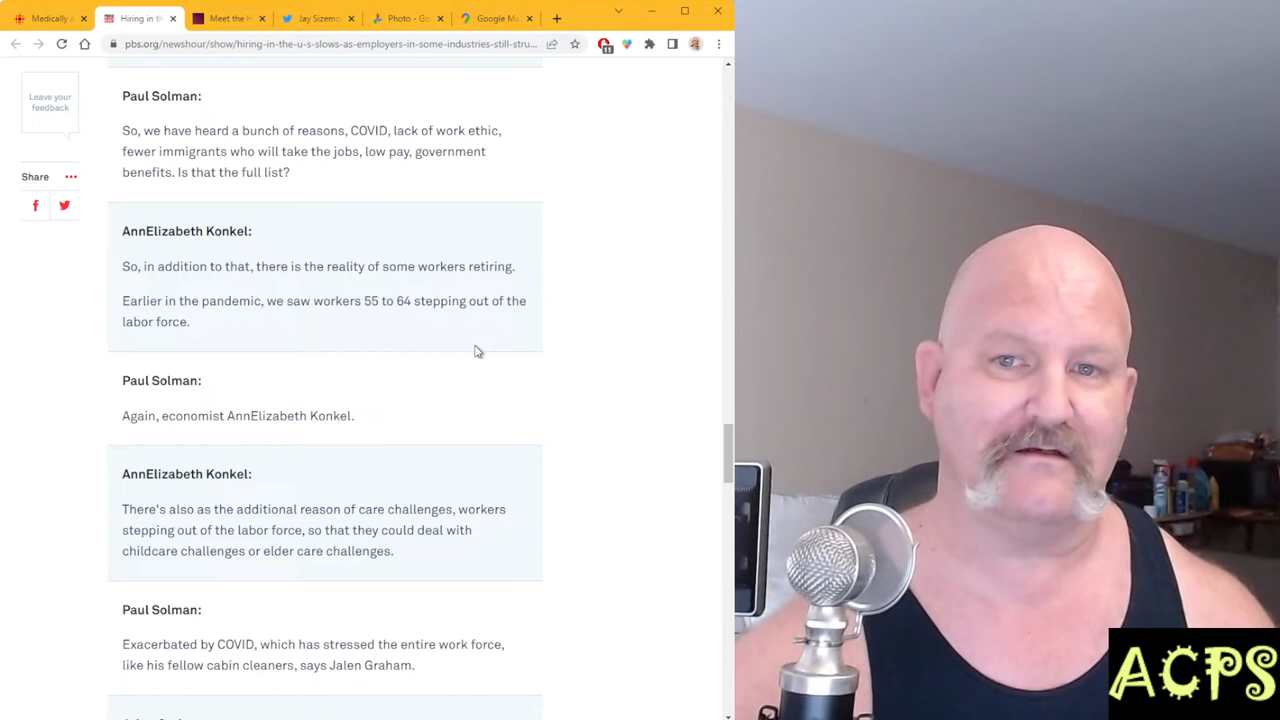 Medically a
Hiring in th
Meet the H
Jay Sizemo
Photo - Go
Google Ma
pbs.org/newshour/show/hiring-in-the-u-s-slows-as-employers-in-some-industries-still-stru...
11
Leave your
feedback
Share
Paul Solman:
So, we have heard a bunch of reasons, COVID, lack of work ethic,
fewer immigrants who will take the jobs, low pay, government
benefits. Is that the full list?
AnnElizabeth Konkel:
So, in addition to that, there is the reality of some workers retiring.
Earlier in the pandemic, we saw workers 55 to 64 stepping out of the
labor force.
Paul Solman:
Again, economist AnnElizabeth Konkel.
AnnElizabeth Konkel:
There's also as the additional reason of care challenges, workers
stepping out of the labor force, so that they could deal with
childcare challenges or elder care challenges.
Paul Solman:
Exacerbated by COVID, which has stressed the entire work force,
like his fellow cabin cleaners, says Jalen Graham.
ACPS